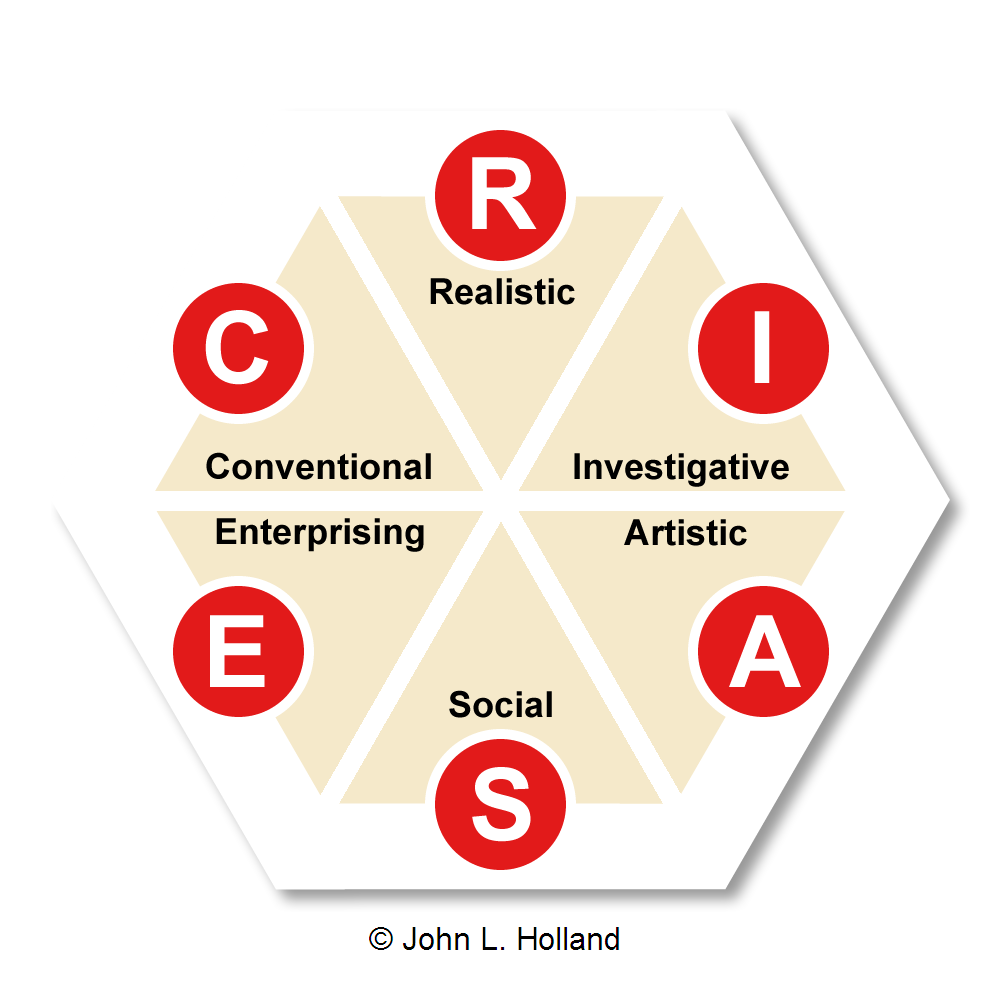 R
Realistic
C
I
Conventional
Investigative
Enterprising
Artistic
E
A
Social
S
© John L. Holland